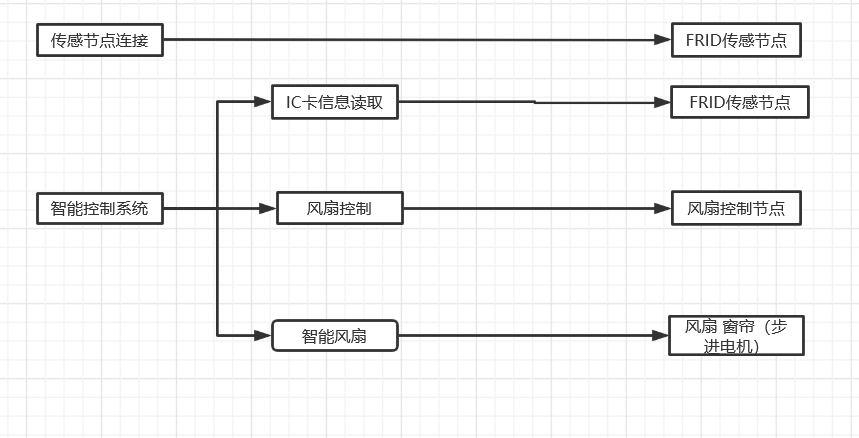 传感节点连接
FRID传感节点
IC卡信息读取
FRID传感节点
智能控制系统
风扇控制
风扇控制节点
智能风扇
风扇 窗帘（步
进电机）